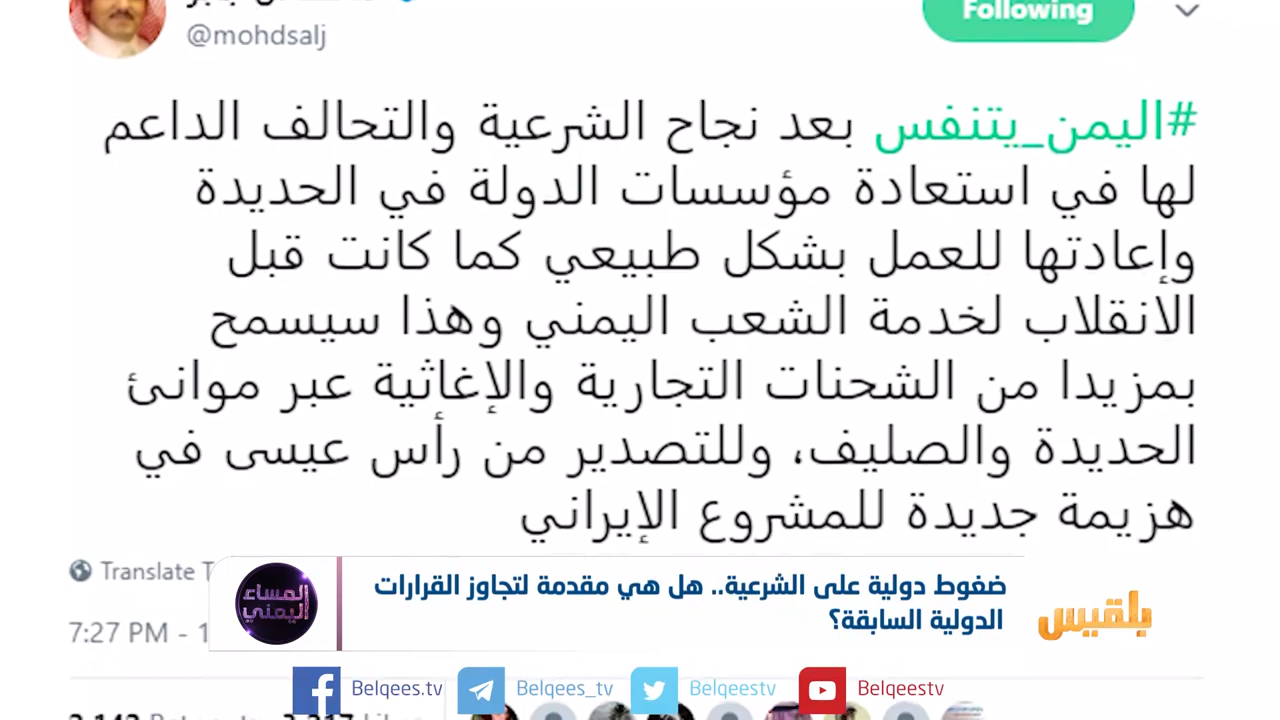 @mohdsalj
Following
#اليمن_يتنفس بعد نجاح الشرعية والتحالف الداعم
لها في استعادة مؤسسات الدولة في الحديدة
وإعادتها للعمل بشكل طبيعي كما كانت قبل
الانقلاب لخدمة الشعب اليمني وهذا سيسمح
بمزيدا من الشحنات التجارية والإغاثية عبر موانئ
الحديدة والصليف، وللتصدير من رأس عيسى في
هزيمة جديدة للمشروع الإيراني
Translate T
7:27 PM - 1
المساء
اليمني
ضغوط دولية على الشرعية.. هل هي مقدمة لتجاوز القرارات
الدولية السابقة؟
بلقيس
Belqees.tv
Belqees_tv
Belqeestv
Belqeestv